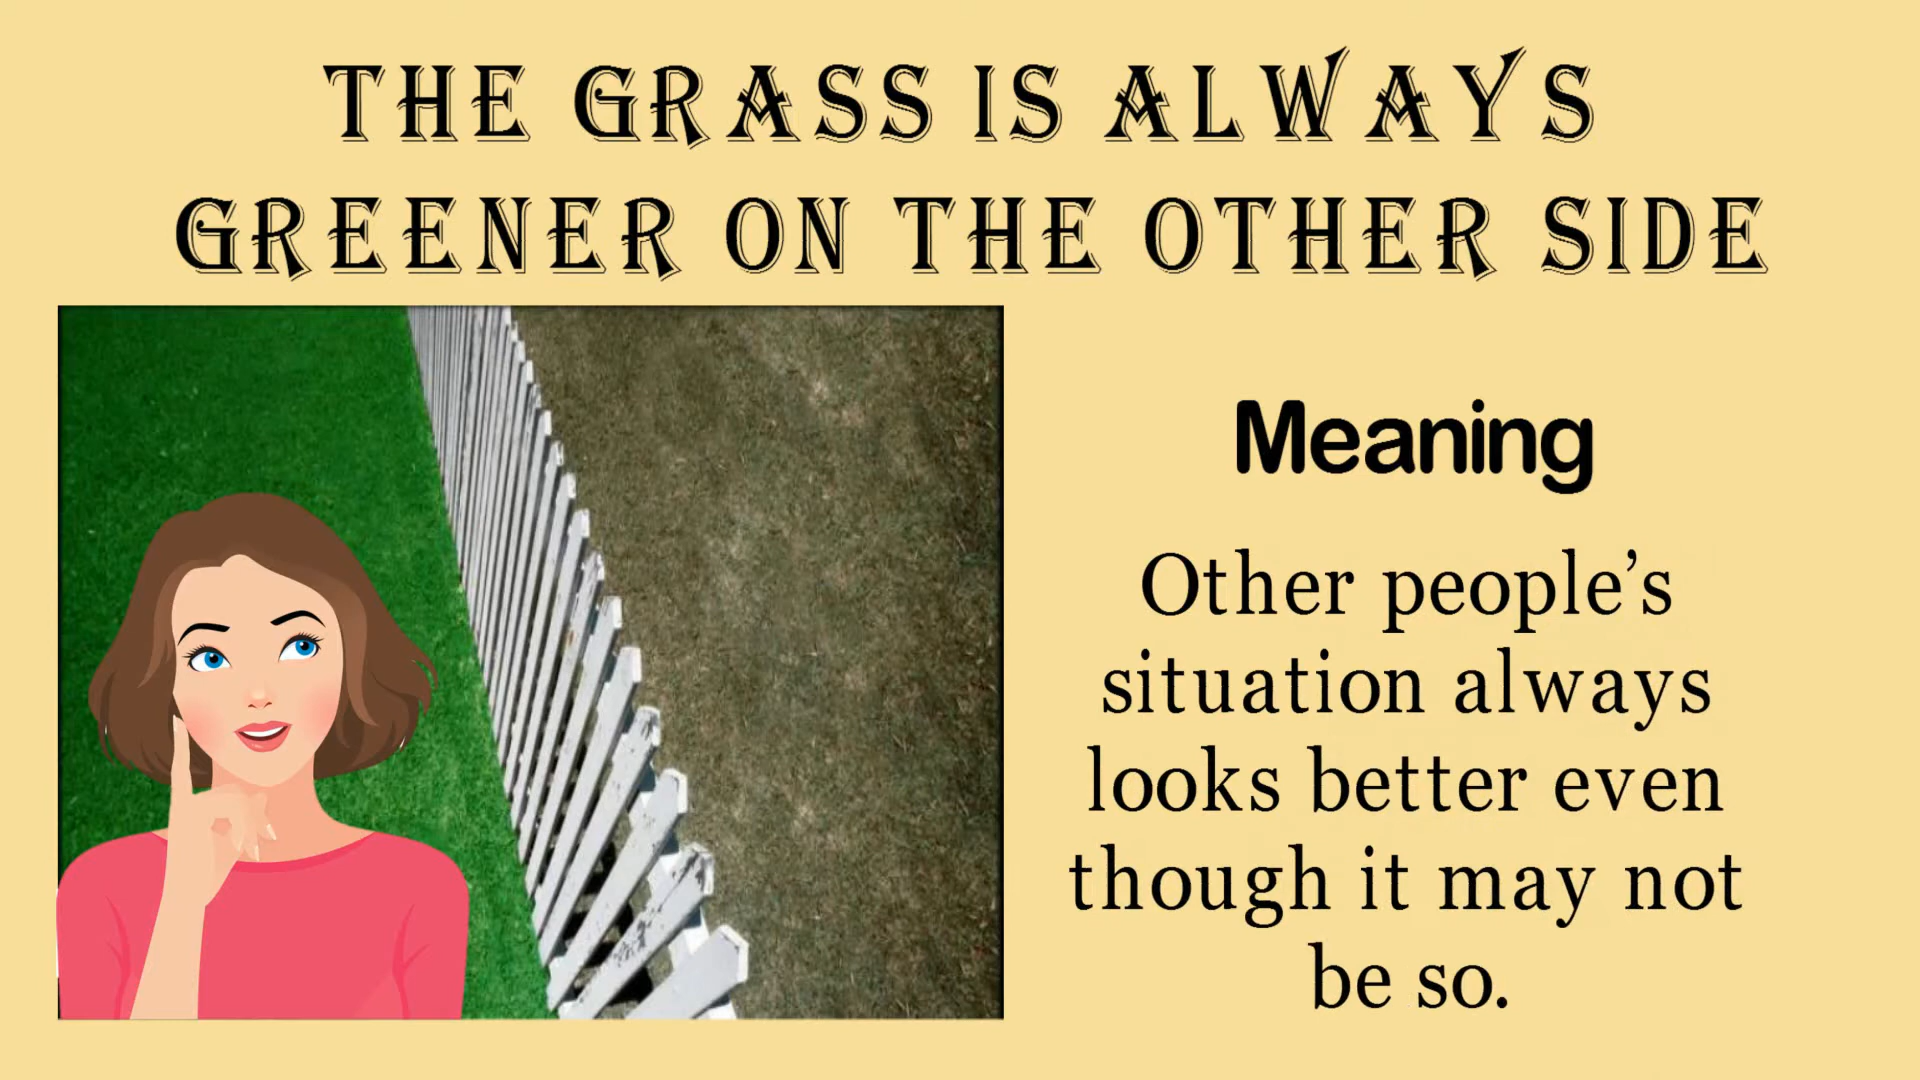 THE GRASS IS ALWAYS
GREENER ON THE OTHER SIDE
Meaning
Other people’s
situation always
looks better even
though it may not
be so.